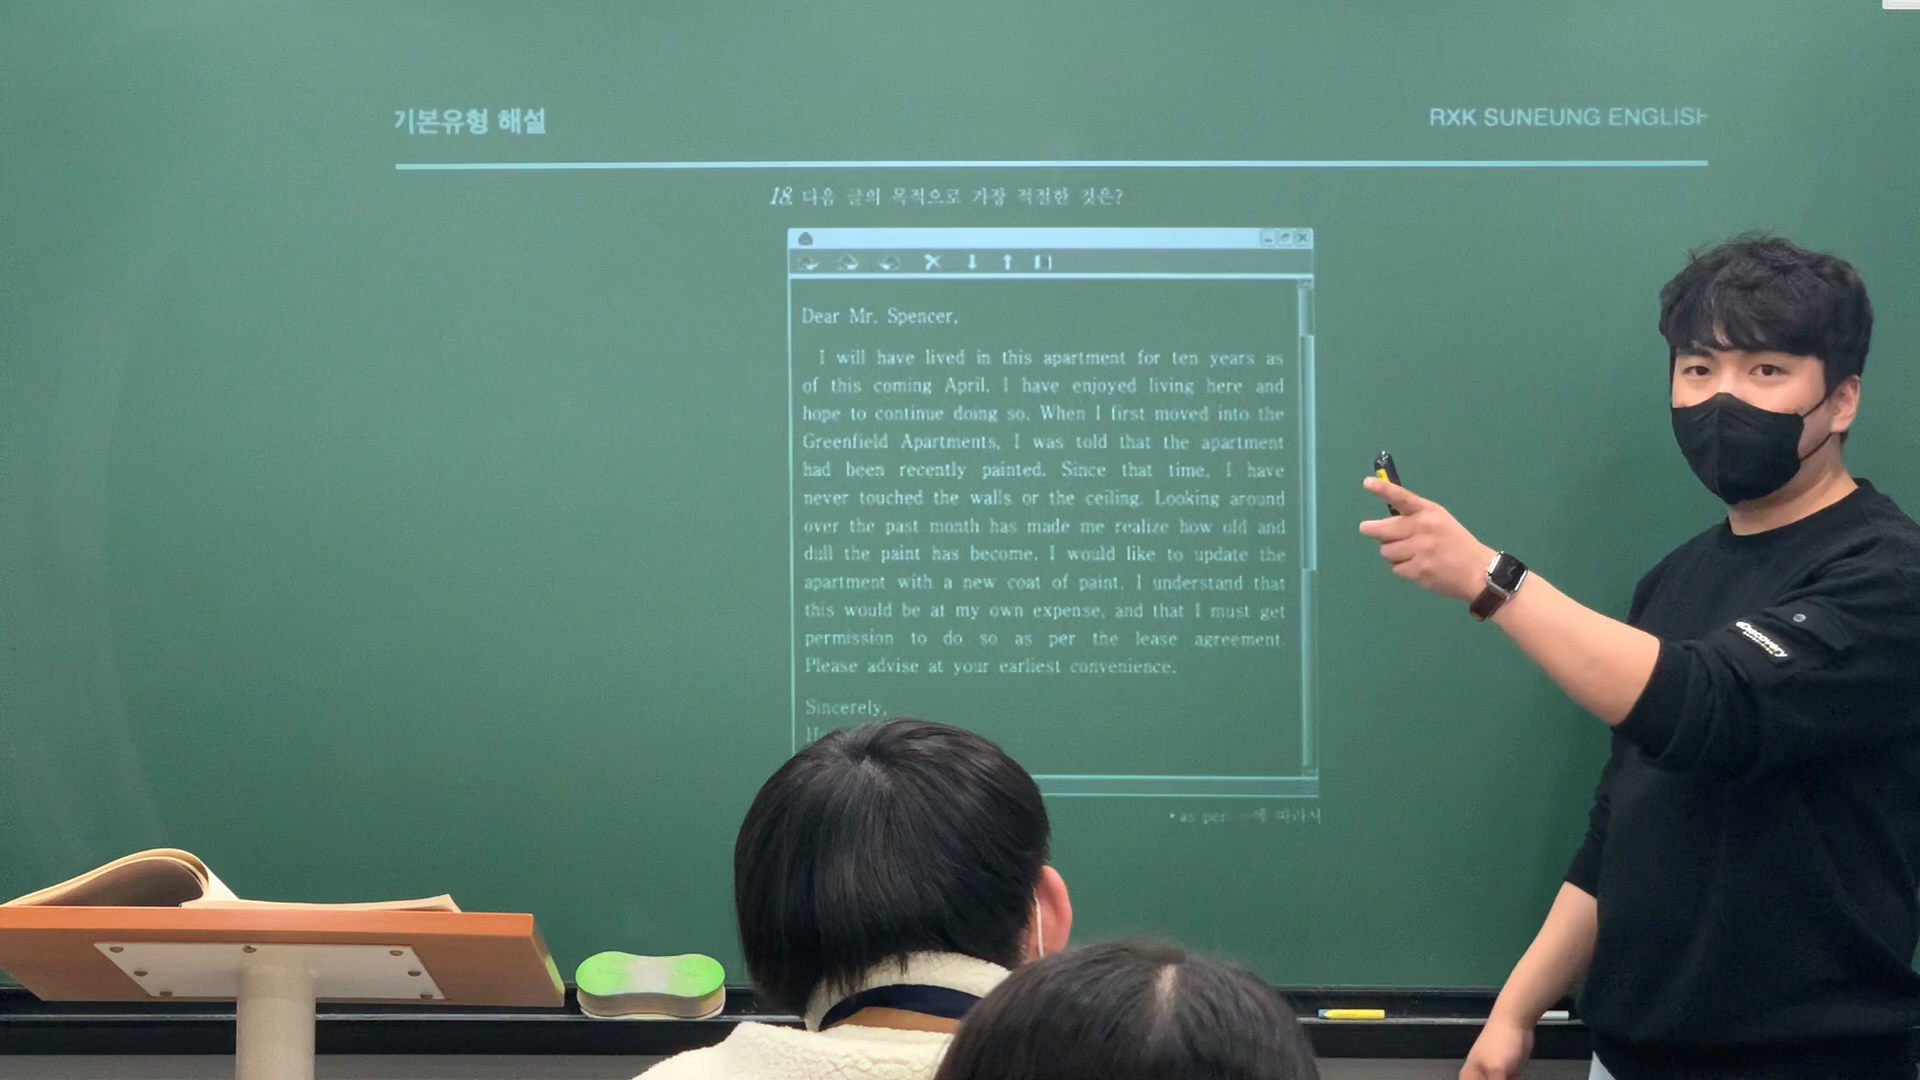 기본유형 해설
RXK SUNEUNG ENGLISH
18. 다음 글의 목적으로 가장 적절한 것은?
Dear Mr. Spencer,
I will have lived in this apartment for ten years as
of this coming April. I have enjoyed living here and
hope to continue doing so. When I first moved into the
Greenfield Apartments, I was told that the apartment
had been recently painted. Since that time, I have
never touched the walls or the ceiling. Looking around
over the past month has made me realize how old and
dull the paint has become. I would like to update the
apartment with a new coat of paint. I understand that
this would be at my own expense, and that I must get
permission to do so as per the lease agreement.
Please advise at your earliest convenience.
Sincerely,
* as per: 에 따라서
Discovery